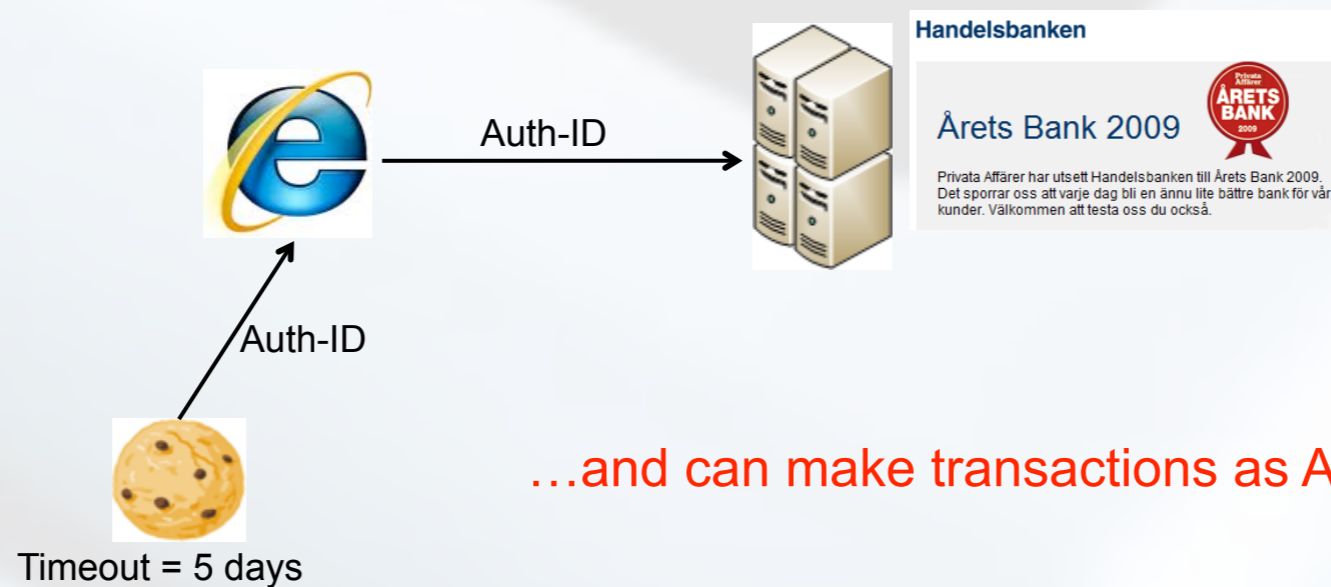 Handelsbanken
Privata
Affärer
ÅRETS
BANK
2009
Årets Bank 2009
Auth-ID
Privata Affärer har utsett Handelsbanken till Årets Bank 2009.
Det sporrar oss att varje dag bli en ännu lite bättre bank för vår
kunder. Välkommen att testa oss du också.
Auth-ID
…and can make transactions as A
Timeout = 5 days